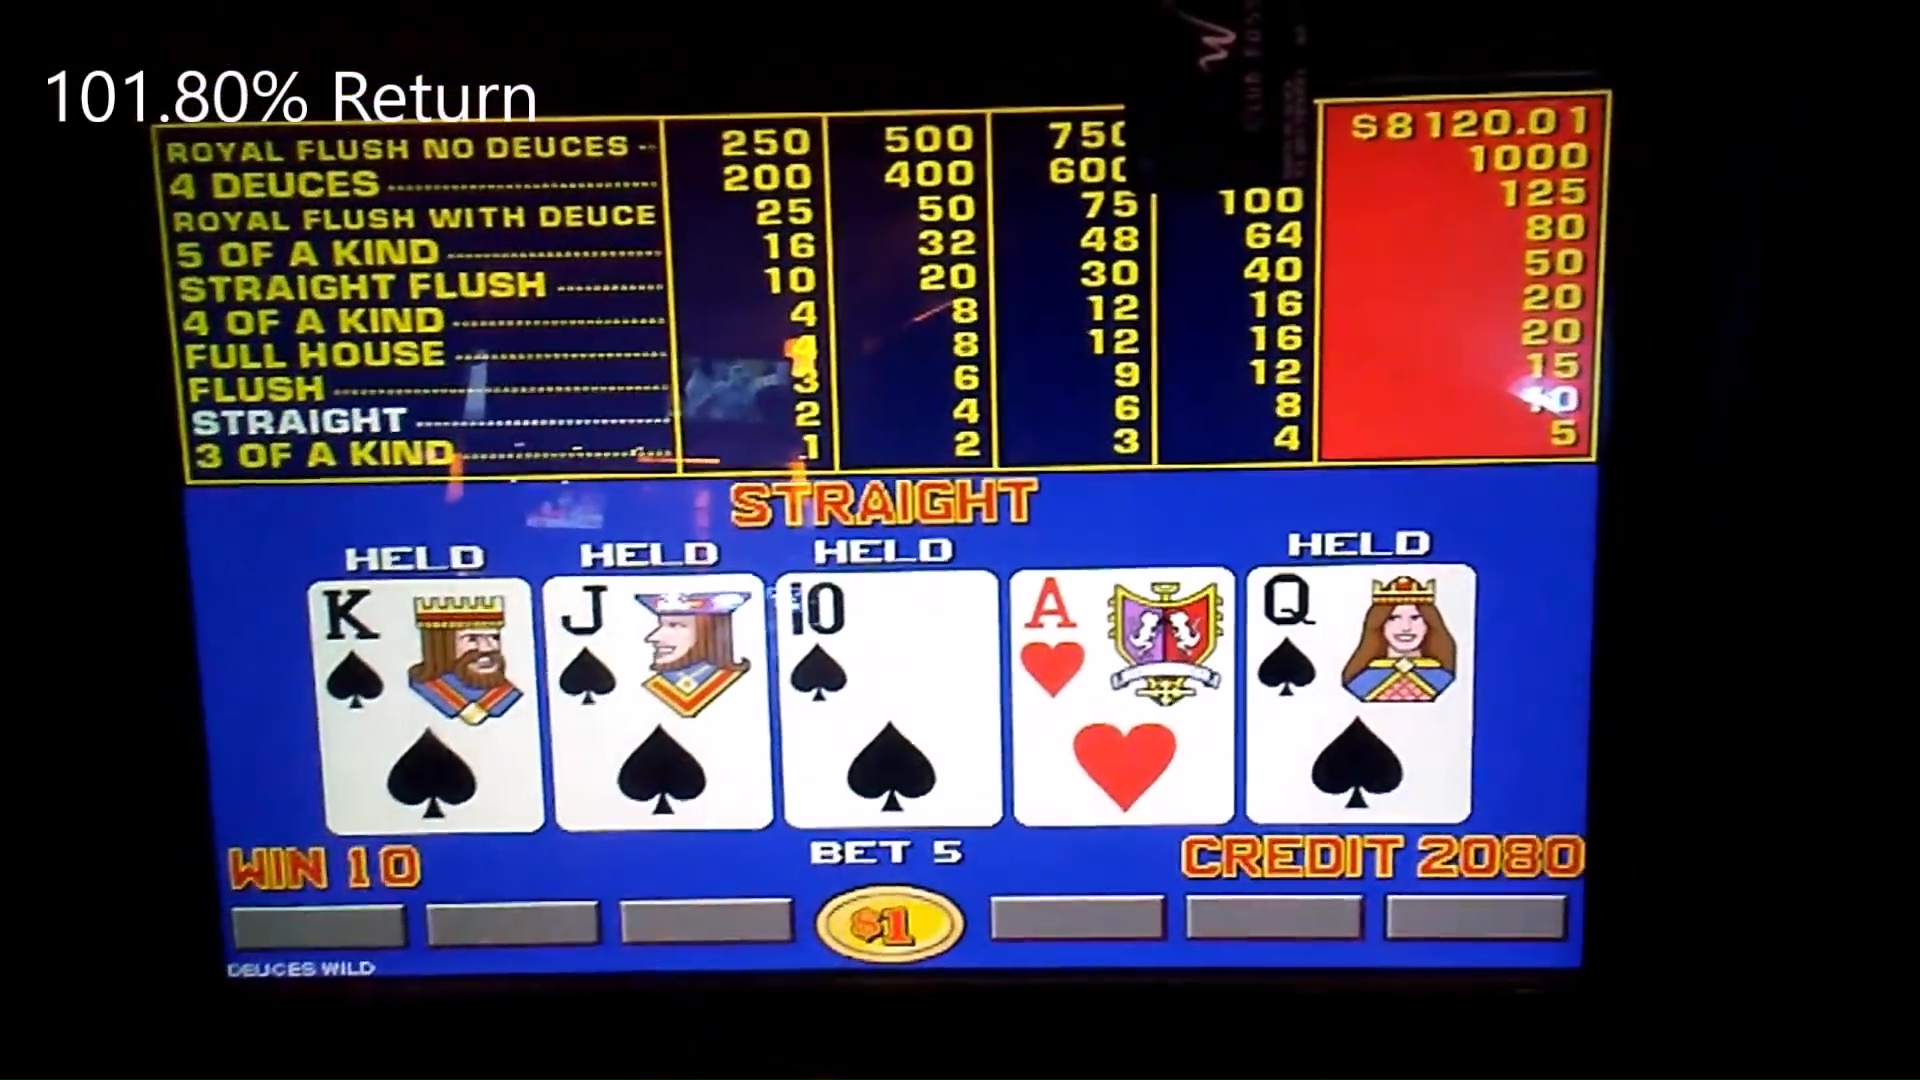 101.80% Return
ROYAL FLUSH NO DEUCES 250 500 750 $8120.01
4 DEUCES 200 400 600 1000
ROYAL FLUSH WITH DEUCE 25 50 75 100 125
5 OF A KIND 16 32 48 64 80
STRAIGHT FLUSH 10 20 30 40 50
4 OF A KIND 4 8 12 16 20
FULL HOUSE 4 8 12 16 20
FLUSH 3 6 9 12 15
STRAIGHT 2 4 6 8 10
3 OF A KIND 1 2 3 4 5
STRAIGHT
HELD HELD HELD HELD
K J 10 A Q
WIN 10 BET 5 CREDIT 2080
$1
DEUCES WILD